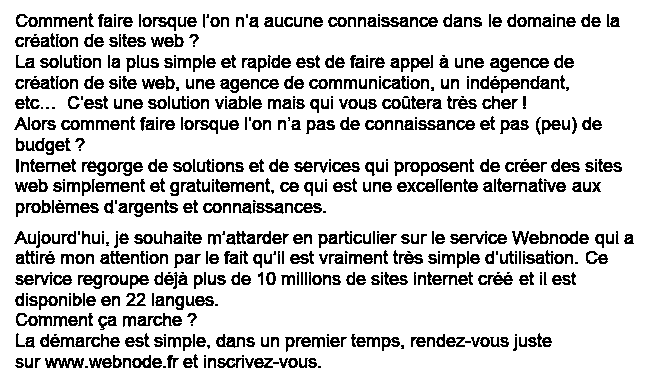 Comment faire lorsque l'on n'a aucune connaissance dans le domaine de la
création de sites web ?
La solution la plus simple et rapide est de faire appel à une agence de
création de site web, une agence de communication, un indépendant,
etc…  C'est une solution viable mais qui vous coûtera très cher !
Alors comment faire lorsque l'on n'a pas de connaissance et pas (peu) de
budget ?
Internet regorge de solutions et de services qui proposent de créer des sites
web simplement et gratuitement, ce qui est une excellente alternative aux
problèmes d'argents et connaissances.
Aujourd'hui, je souhaite m'attarder en particulier sur le service Webnode qui a
attiré mon attention par le fait qu'il est vraiment très simple d'utilisation. Ce
service regroupe déjà plus de 10 millions de sites internet créé et il est
disponible en 22 langues.
Comment ça marche ?
La démarche est simple, dans un premier temps, rendez-vous juste
sur www.webnode.fr et inscrivez-vous.